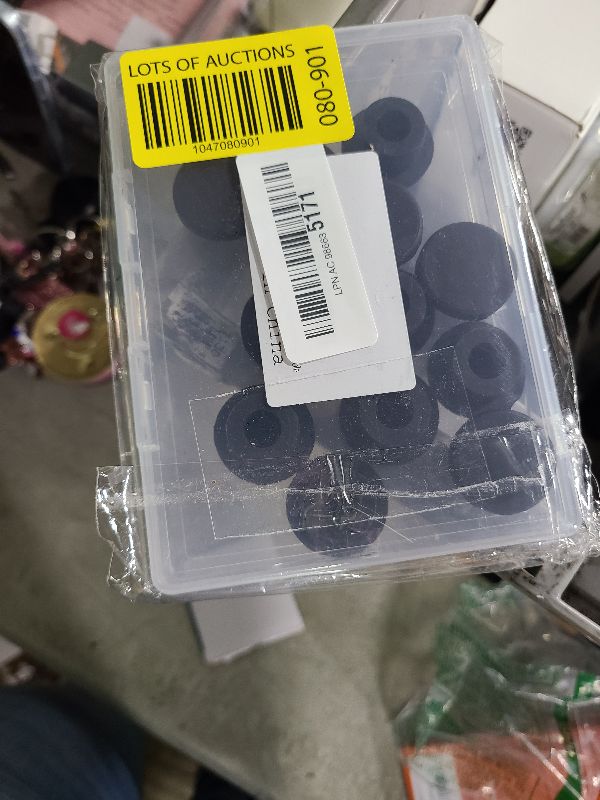 LOTS OF AUCTIONS
1047080901
080-901
5171
LPN AC 98663